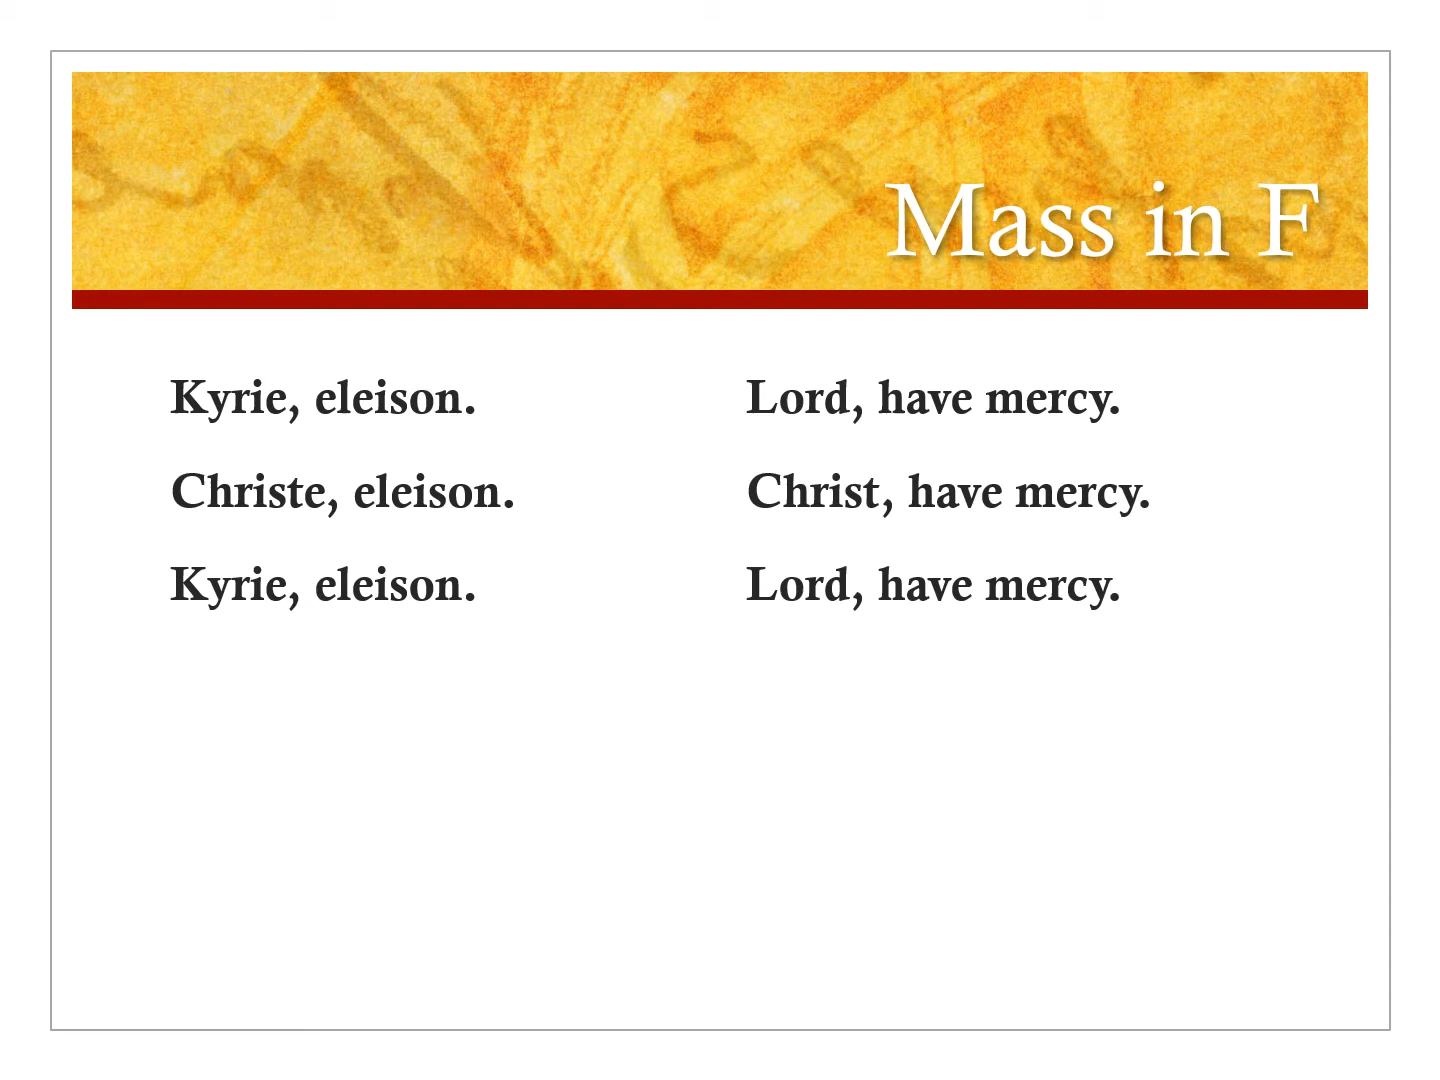 Mass in F
Kyrie, eleison.
Christe, eleison.
Kyrie, eleison.
Lord, have mercy.
Christ, have mercy.
Lord, have mercy.